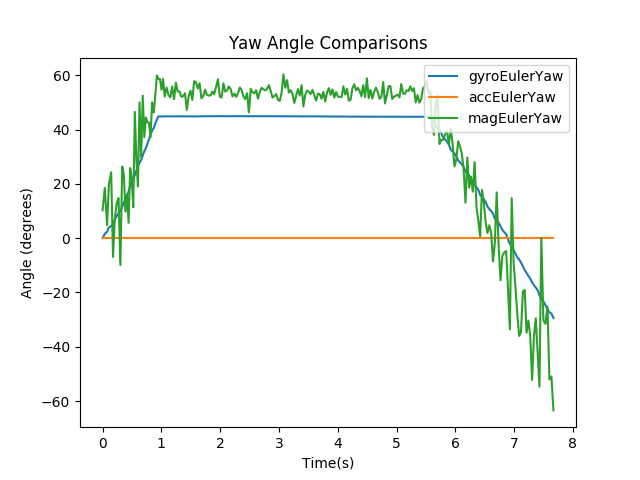 Yaw Angle Comparisons
gyroEulerYaw
accEulerYaw
magEulerYaw
Angle (degrees)
60
40
20
0
−20
−40
−60
0 1 2 3 4 5 6 7 8
Time(s)